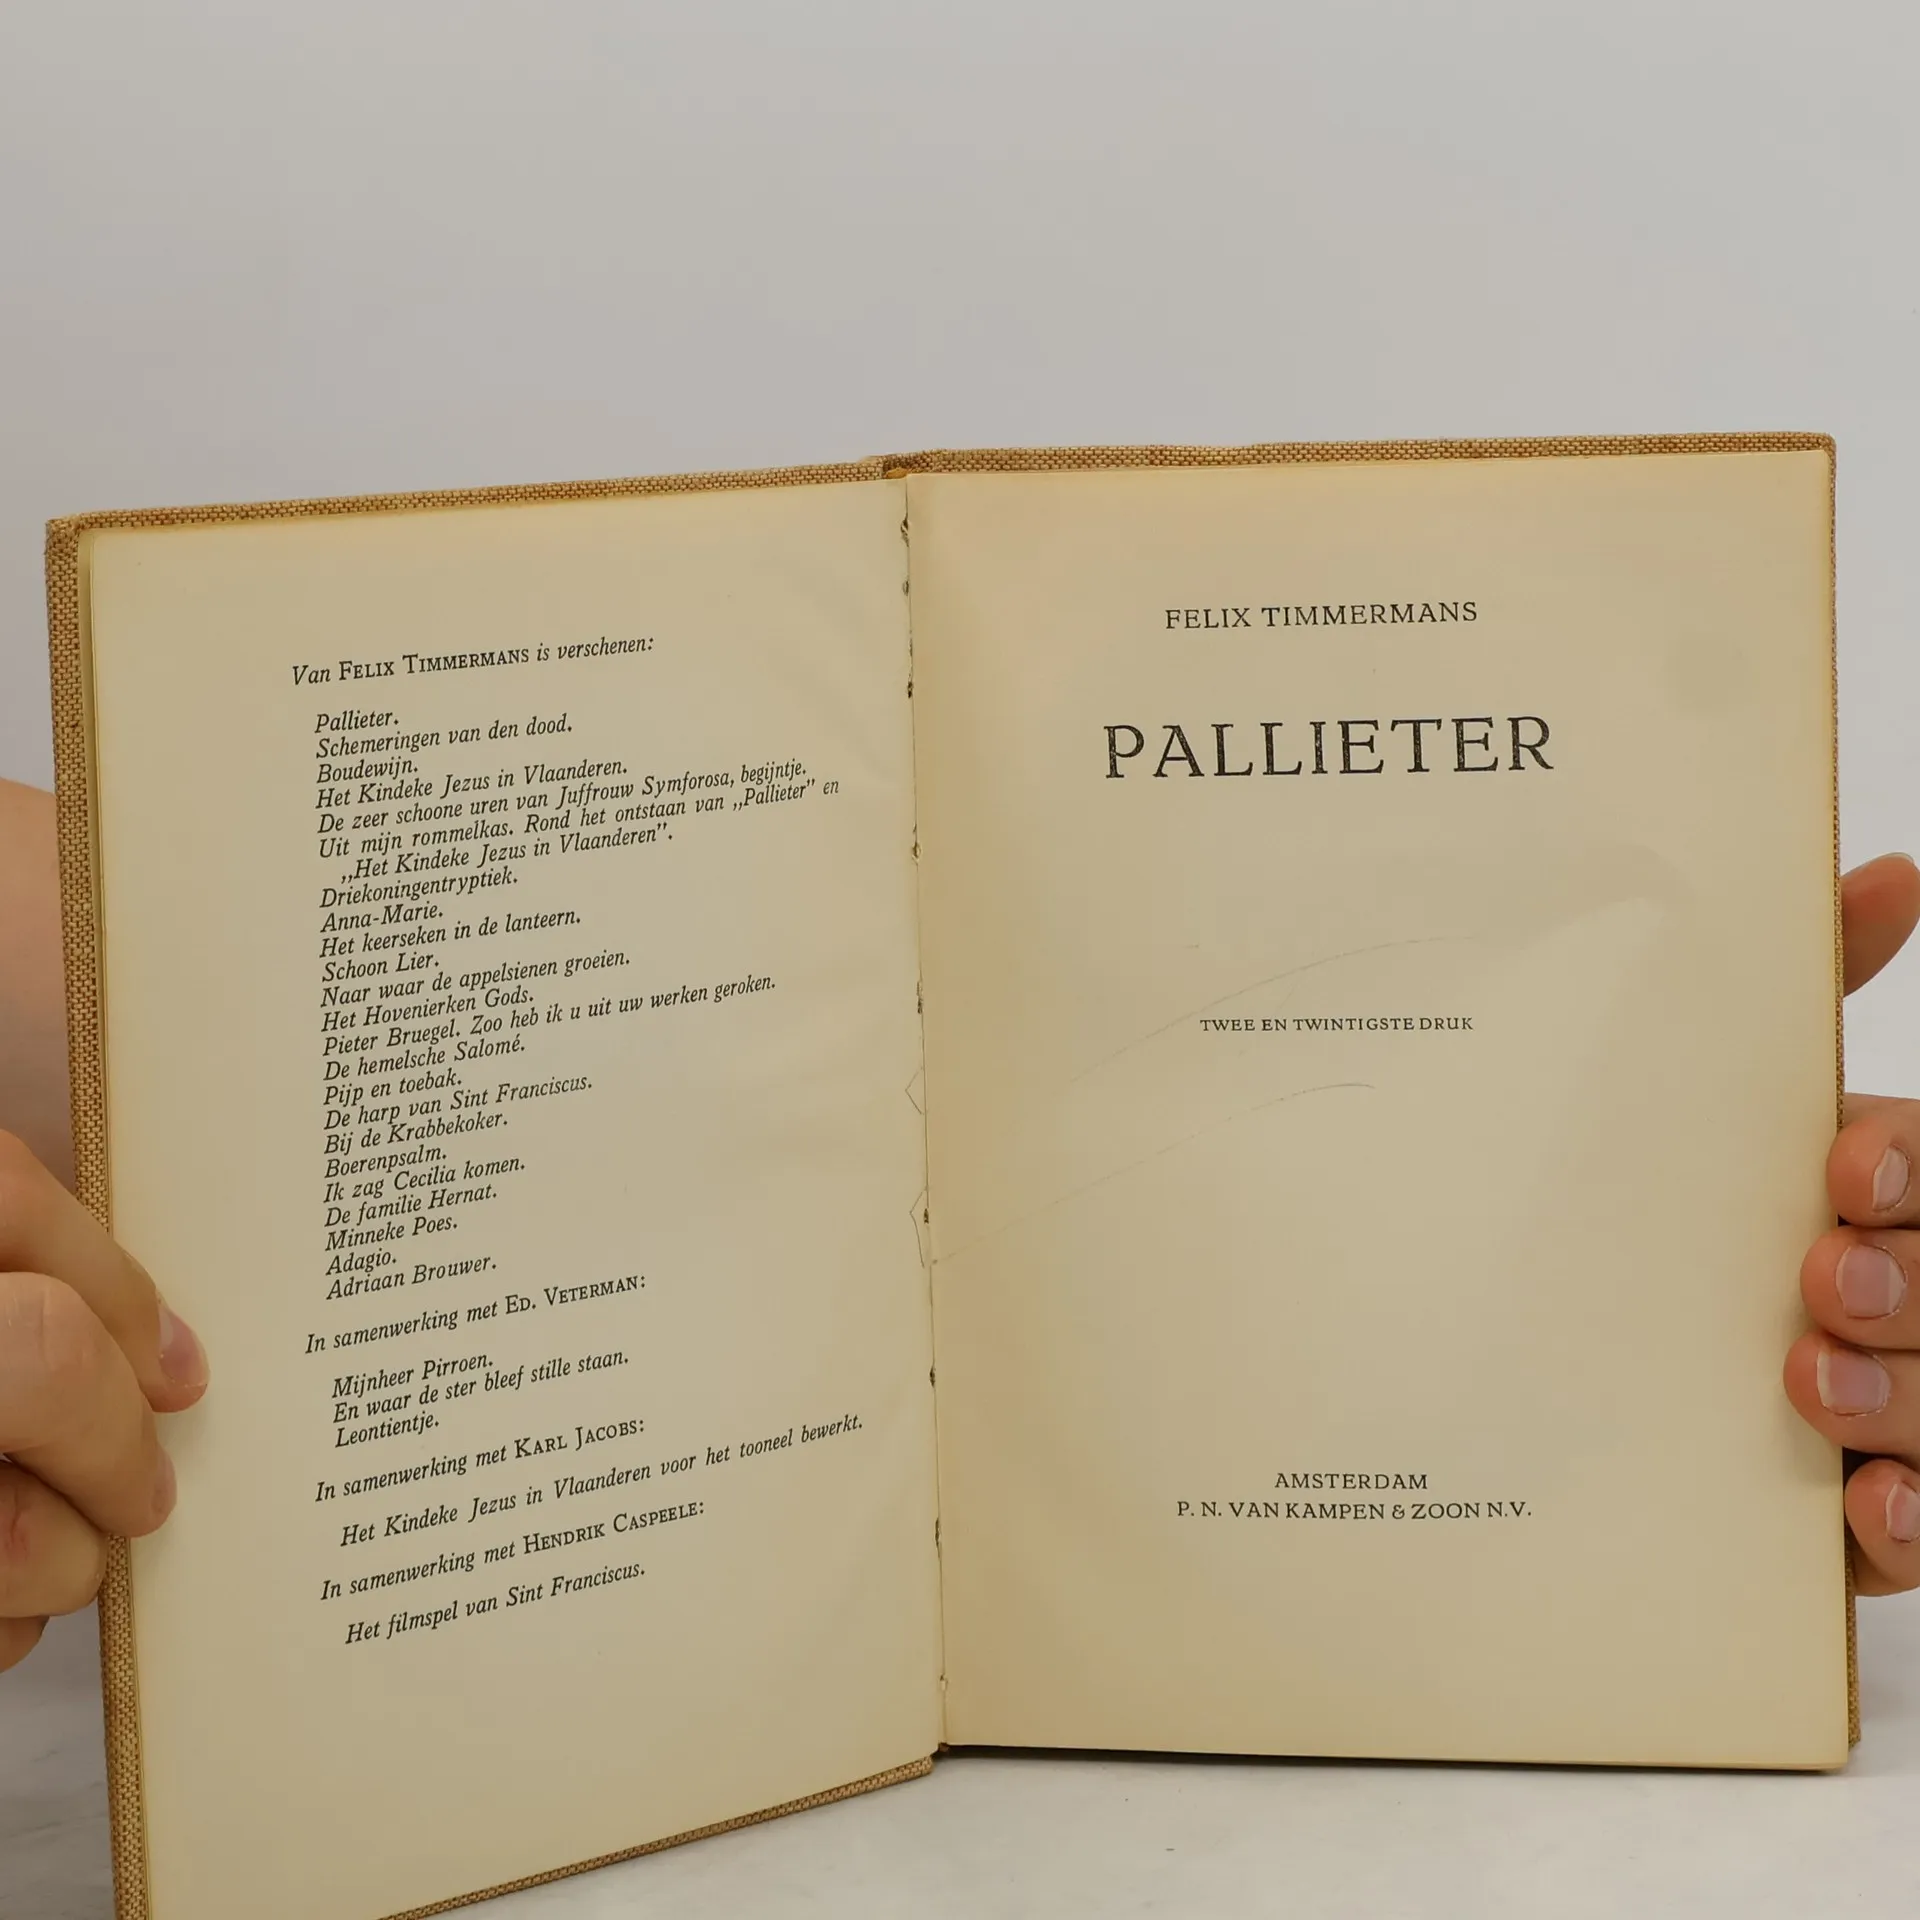 Van FELIX TIMMERMANS is verschenen:
Pallieter.
Schemeringen van den dood.
Boudewijn.
Het Kindeke Jezus in Vlaanderen.
De zeer schoone uren van Juffrouw Symforosa, begijntje.
Uit mijn rommelkas. Rond het ontstaan van „Pallieter" en
„Het Kindeke Jezus in Vlaanderen".
Driekoningentryptiek.
Anna-Marie.
Het keerseken in de lanteern.
Schoon Lier.
Naar waar de appelsienen groeien.
Het Hovenierken Gods.
Pieter Bruegel. Zoo heb ik u uit uw werken geroken.
De hemelsche Salomé.
Pijp en toebak.
De harp van Sint Franciscus.
Bij de Krabbekoker.
Boerenpsalm.
Ik zag Cecilia komen.
De familie Hernat.
Minneke Poes.
Adagio.
Adriaan Brouwer.
In samenwerking met ED. VETERMAN:
Mijnheer Pirroen.
En waar de ster bleef stille staan.
Leontientje.
In samenwerking met KARL JACOBS:
Het Kindeke Jezus in Vlaanderen voor het tooneel bewerkt.
In samenwerking met HENDRIK CASPEELE:
Het filmspel van Sint Franciscus.
FELIX TIMMERMANS
PALLIETER
TWEE EN TWINTIGSTE DRUK
AMSTERDAM
P. N. VAN KAMPEN & ZOON N.V.